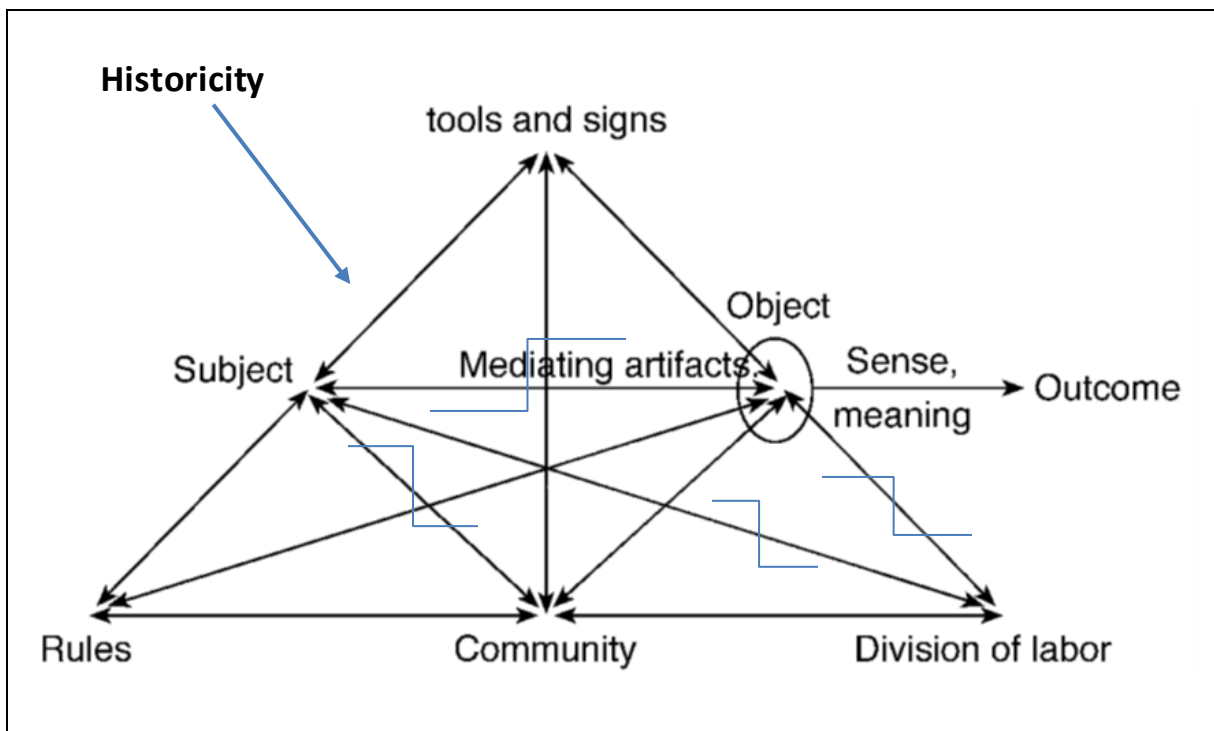 Historicity
tools and signs
Object
Subject
Mediating artifacts.
Sense,
meaning
Outcome
Rules
Community
Division of labor